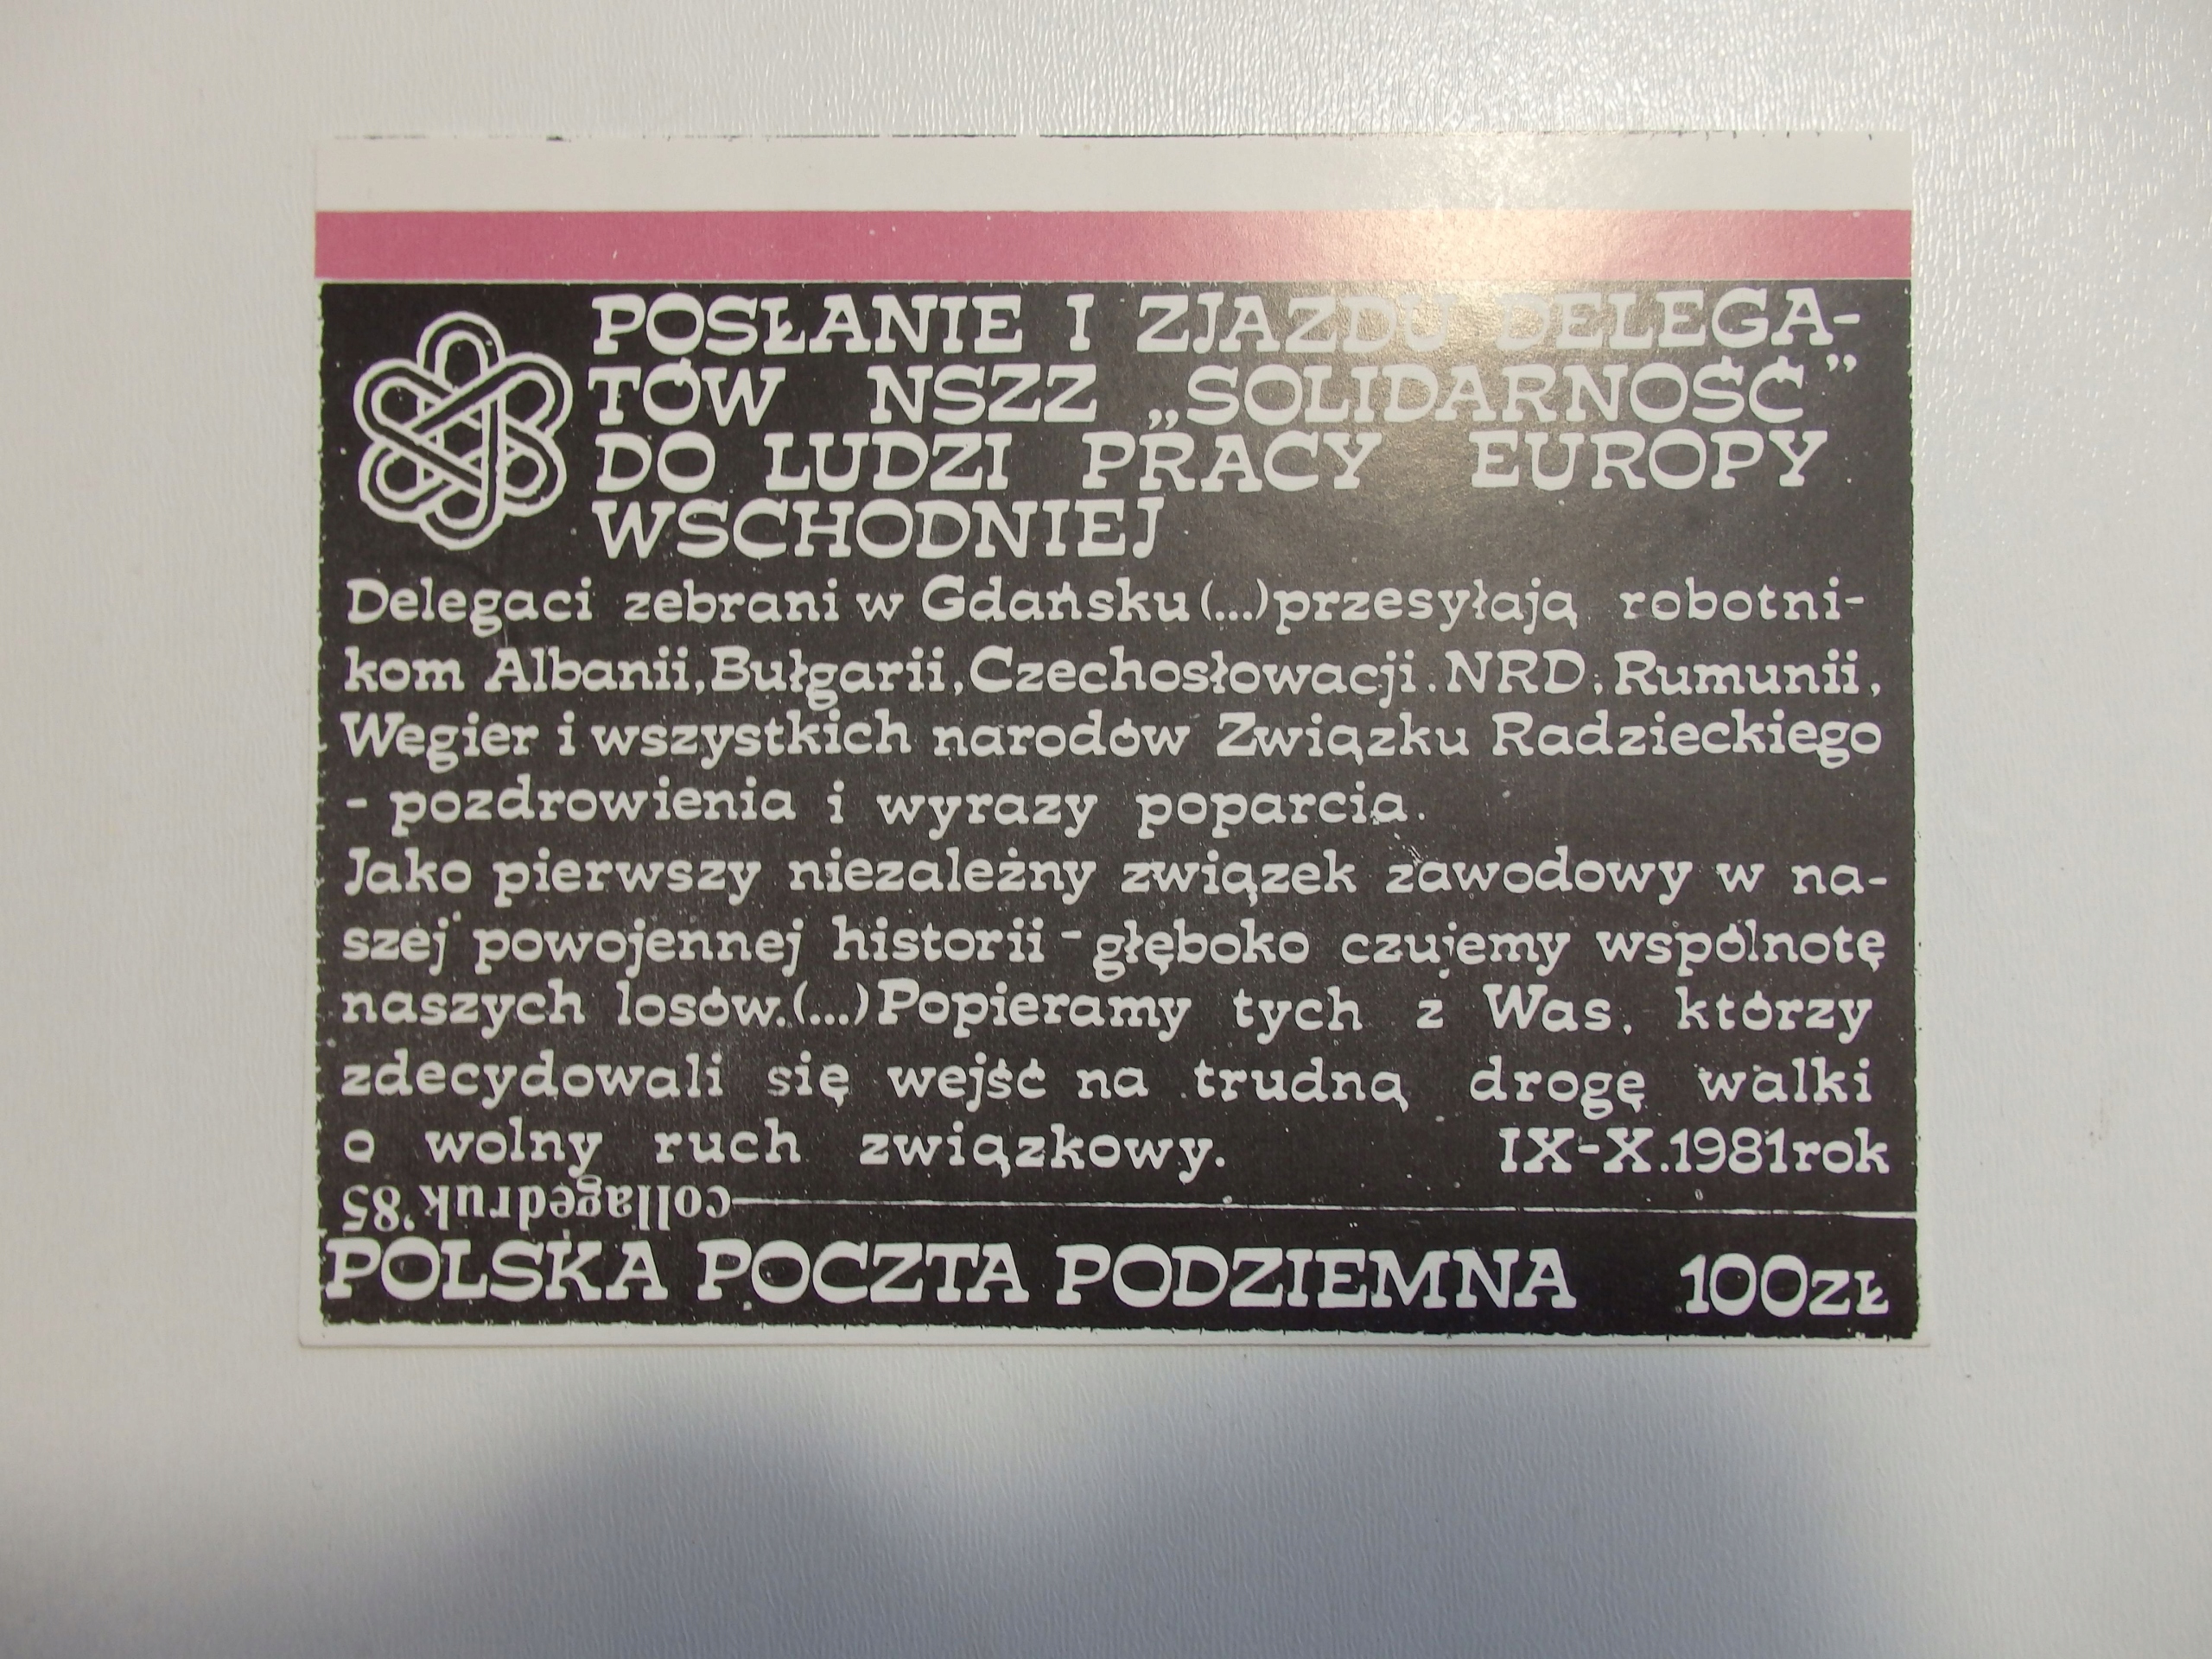 POSŁANIE I ZJAZDU DELEGA-
TÓW NSZZ „SOLIDARNOŚĆ”
DO LUDZI PRACY EUROPY
WSCHODNIEJ
Delegaci zebrani w Gdańsku (...) przesyłają robotni-
kom Albanii, Bułgarii, Czechosłowacji, NRD, Rumunii,
Węgier i wszystkich narodów Związku Radzieckiego
- pozdrowienia i wyrazy poparcia.
Jako pierwszy niezależny związek zawodowy w na-
szej powojennej historii - głęboko czujemy wspólnotę
naszych losów. (...) Popieramy tych z Was, którzy
zdecydowali się wejść na trudną drogę walki
o wolny ruch związkowy. IX-X.1981rok
collagedruk '85
POLSKA POCZTA PODZIEMNA 100ZŁ